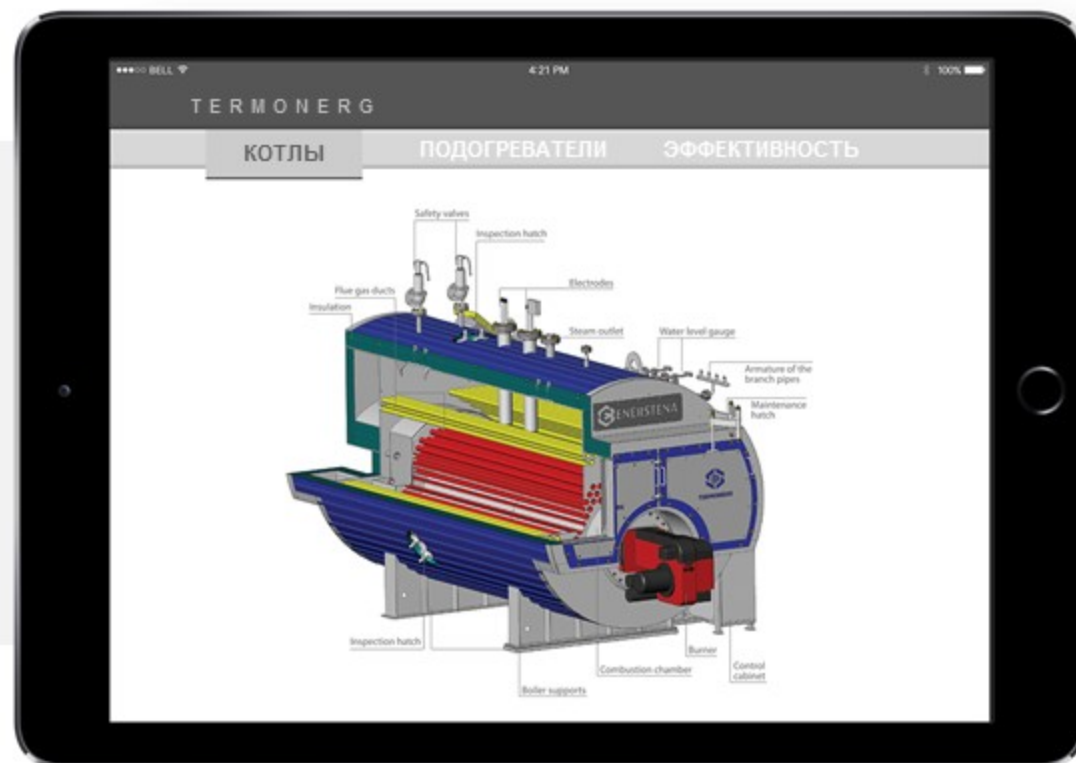 BELL
4:21 PM
100%
TERMONERG
КОТЛЫ
ПОДОГРЕВАТЕЛИ
ЭФФЕКТИВНОСТЬ
Safety valves
Inspection hatch
Flue gas ducts
Electrodes
Insulation
Steam outlet
Water level gauge
Armature of the
branch pipes
Maintenance
hatch
ENERSTENA
Inspection hatch
Burner
Combustion chamber
Control
cabinet
Boiler supports